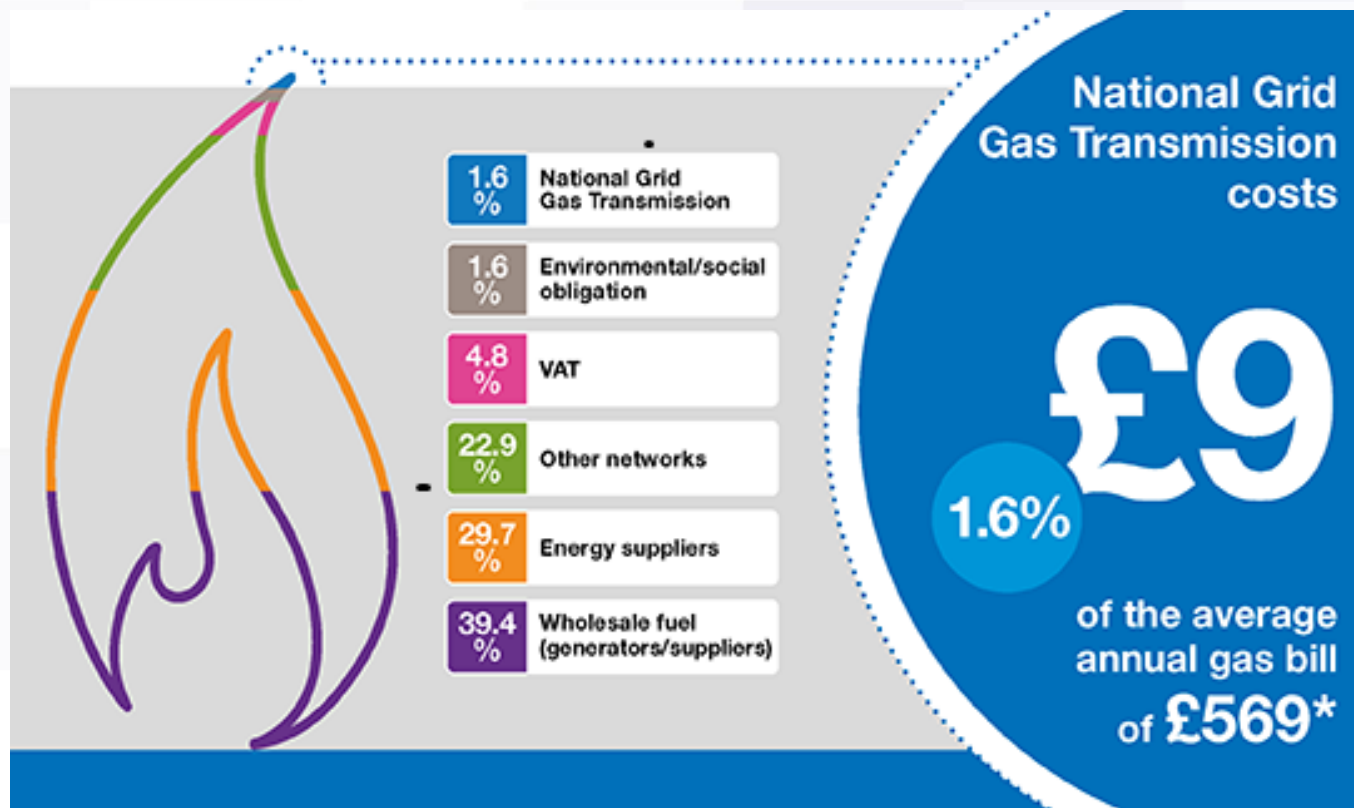 1.6
%
National Grid
Gas Transmission
1.6
%
Environmental/social
obligation
4.8
%
VAT
22.9
%
Other networks
29.7
%
Energy suppliers
39.4
%
Wholesale fuel
(generators/suppliers)
National Grid
Gas Transmission
costs
£9
1.6%
of the average
annual gas bill
of £569*